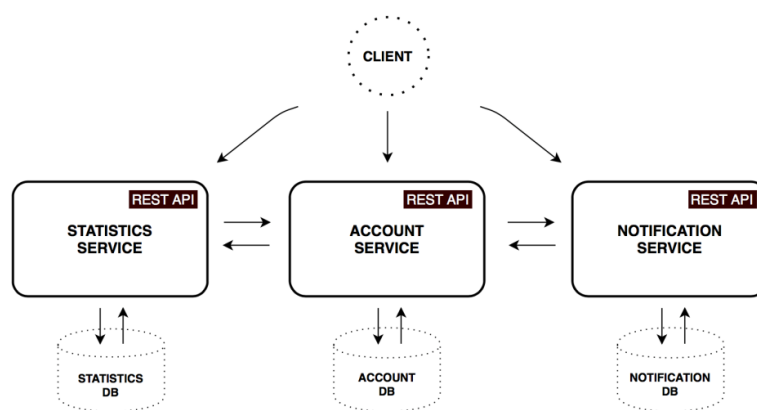 CLIENT
REST API
STATISTICS
SERVICE
REST API
ACCOUNT
SERVICE
REST API
NOTIFICATION
SERVICE
STATISTICS
DB
ACCOUNT
DB
NOTIFICATION
DB